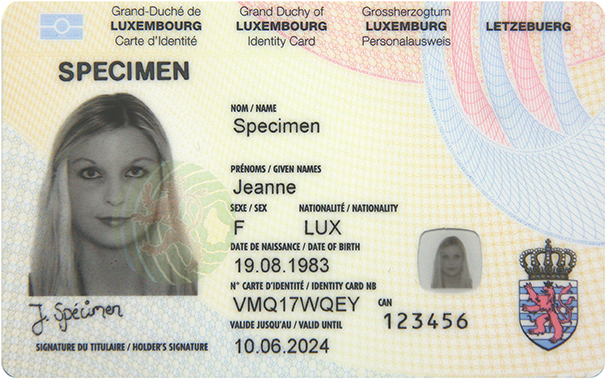 Grand-Duché de
LUXEMBOURG
Carte d'Identité
Grand Duchy of
LUXEMBOURG
Identity Card
Grossherzogtum
LUXEMBURG
Personalausweis
LETZEBUERG
SPECIMEN
NOM / NAME
Specimen
PRÉNOMS / GIVEN NAMES
Jeanne
SEXE / SEX NATIONALITÉ / NATIONALITY
F LUX
DATE DE NAISSANCE / DATE OF BIRTH
19.08.1983
N° CARTE D'IDENTITÉ / IDENTITY CARD NB
VMQ17WQEY
CAN
123456
VALIDE JUSQU'AU / VALID UNTIL
10.06.2024
J. Spécimen
SIGNATURE DU TITULAIRE / HOLDER'S SIGNATURE